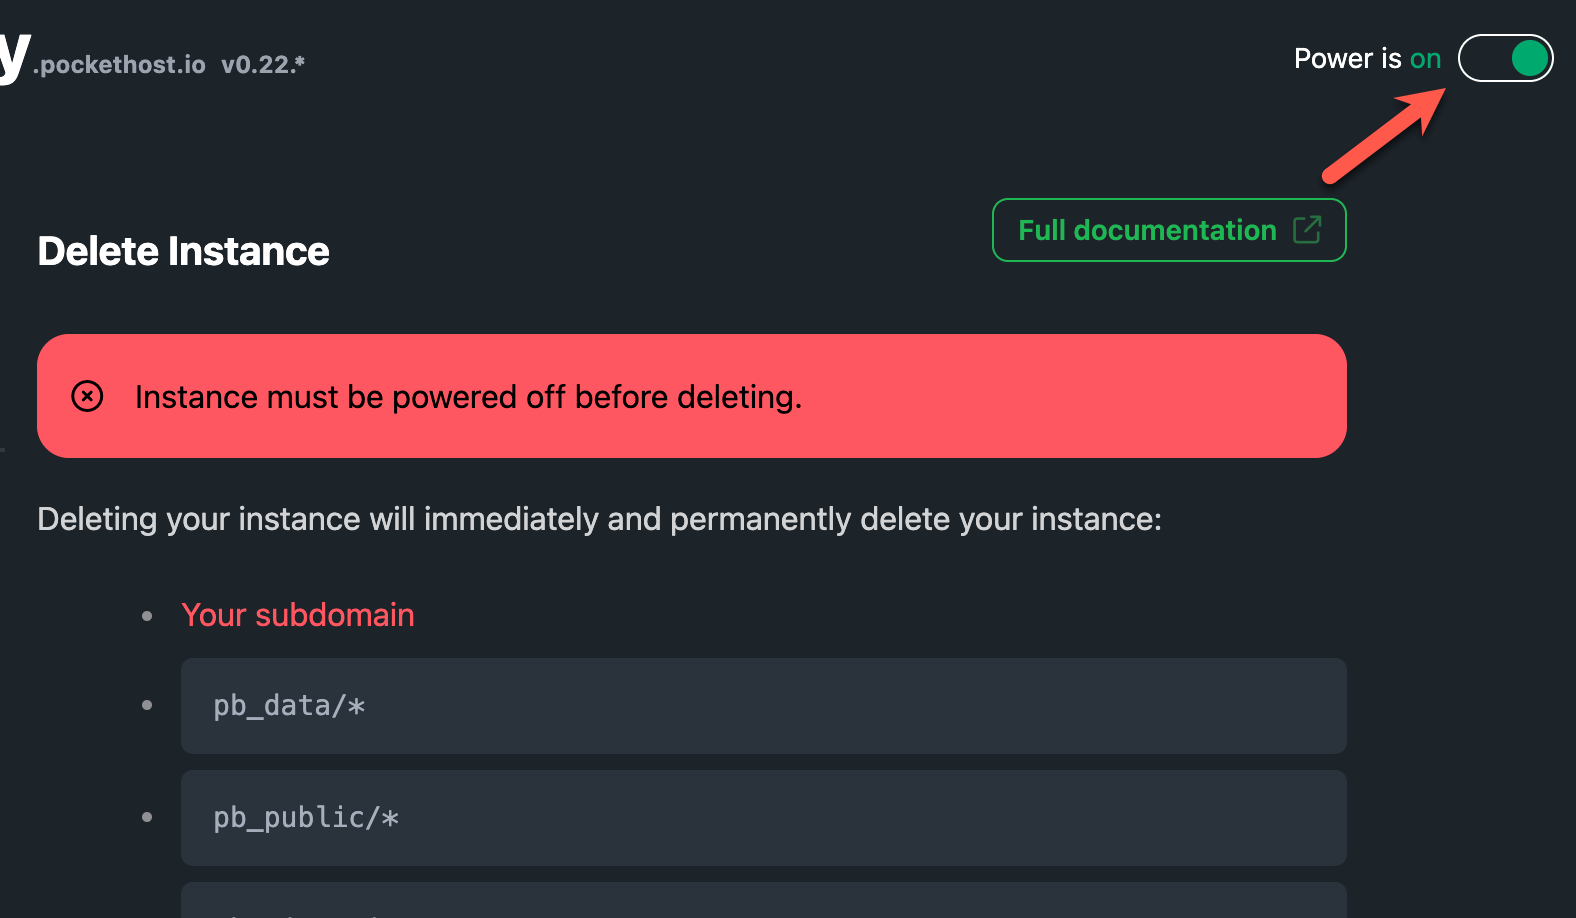 y.pockethost.io v0.22.*
Power is on
Full documentation
Delete Instance
Instance must be powered off before deleting.
Deleting your instance will immediately and permanently delete your instance:
Your subdomain
pb_data/*
pb_public/*